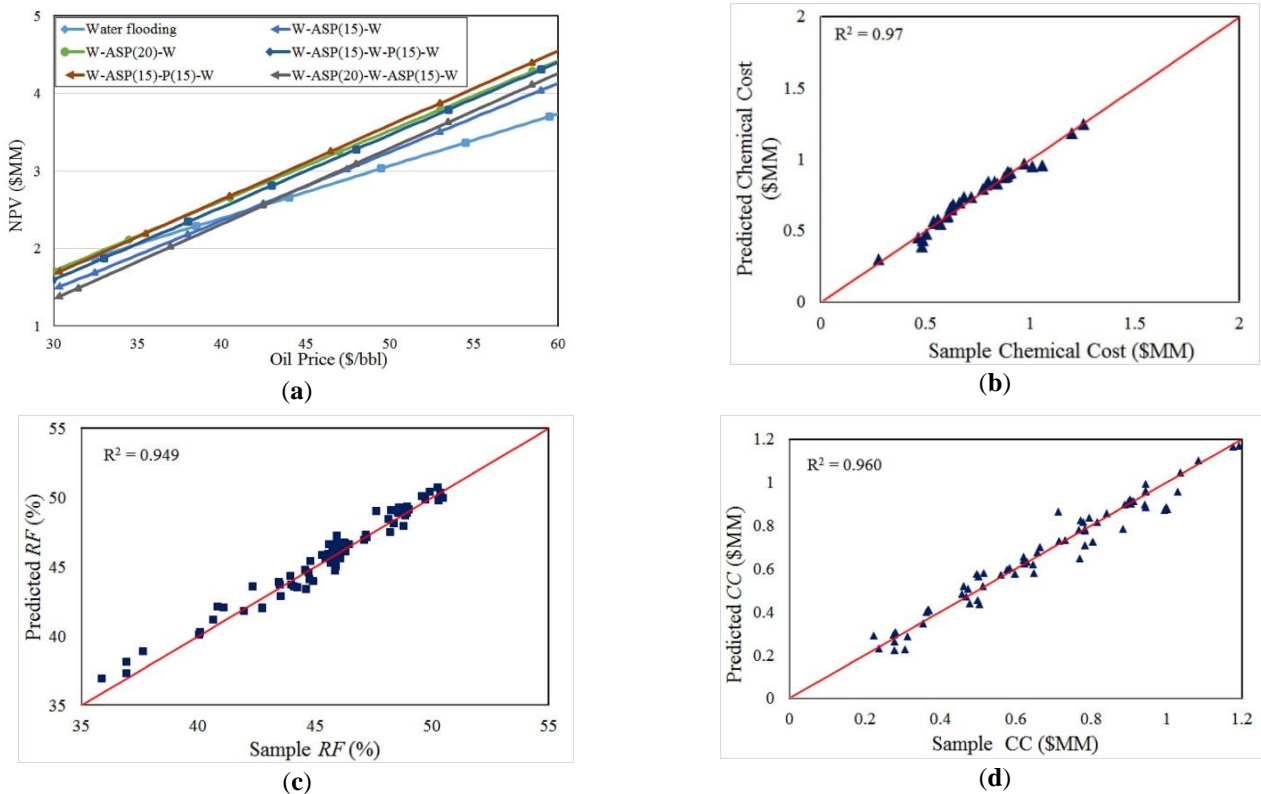 5
4
3
2
1
NPV ($MM)
Water flooding
W-ASP(15)-W
W-ASP(20)-W
W-ASP(15)-W-P(15)-W
W-ASP(15)-P(15)-W
W-ASP(20)-W-ASP(15)-W
30 35 40 45 50 55 60
Oil Price ($/bbl)
(a)
2
1.5
1
0.5
0
Predicted Chemical Cost
($MM)
R² = 0.97
0 0.5 1 1.5 2
Sample Chemical Cost ($MM)
(b)
55
50
45
40
35
Predicted RF (%)
R² = 0.949
35 40 45 50 55
Sample RF (%)
(c)
1.2
1
0.8
0.6
0.4
0.2
0
Predicted CC ($MM)
R² = 0.960
0 0.2 0.4 0.6 0.8 1 1.2
Sample CC ($MM)
(d)